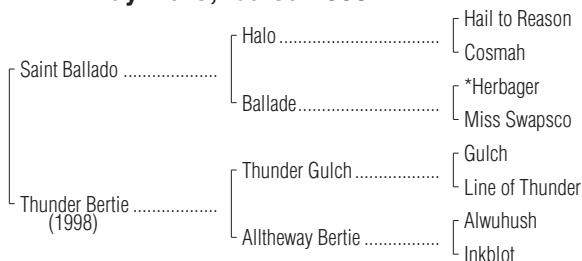 Hail to Reason
Halo
Cosmah
Saint Ballado
*Herbager
Ballade
Miss Swapsco
Gulch
Thunder Gulch
Line of Thunder
Thunder Bertie
(1998)
Alwuhush
Alltheway Bertie
Inkblot